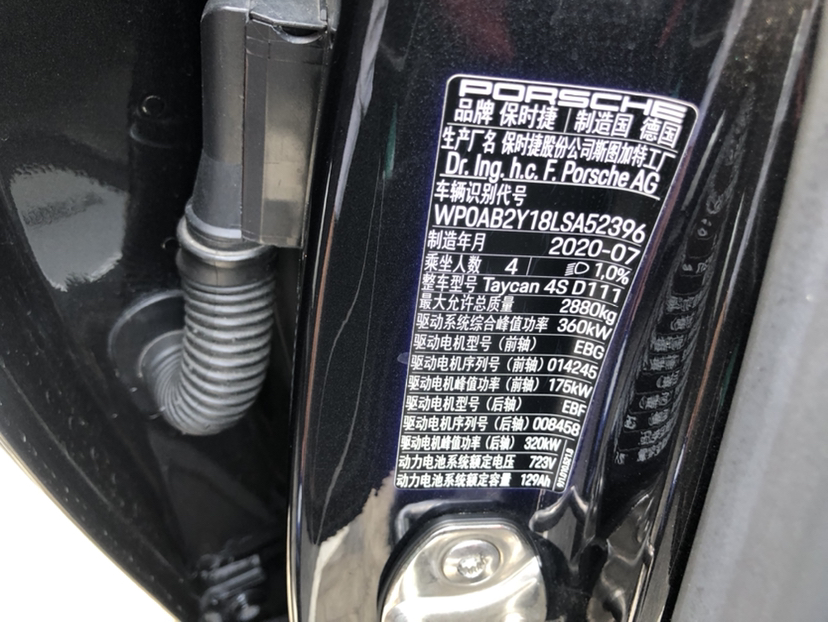 PORSCHE
品牌 保时捷 制造国 德国
生产厂名 保时捷股份公司斯图加特工厂
Dr. Ing. h.c. F. Porsche AG
车辆识别代号
WP0AB2Y18LSA52396
制造年月 2020-07
乘坐人数 4 1,0%
整车型号 Taycan 4S D111
最大允许总质量 2880kg
驱动系统综合峰值功率 360kW
驱动电机型号(前轴) EBG
驱动电机序列号(前轴) 014245
驱动电机峰值功率(前轴) 175kW
驱动电机型号(后轴) EBF
驱动电机序列号(后轴) 008458
驱动电机峰值功率(后轴) 320kW
动力电池系统额定电压 723V
动力电池系统额定容量 129Ah